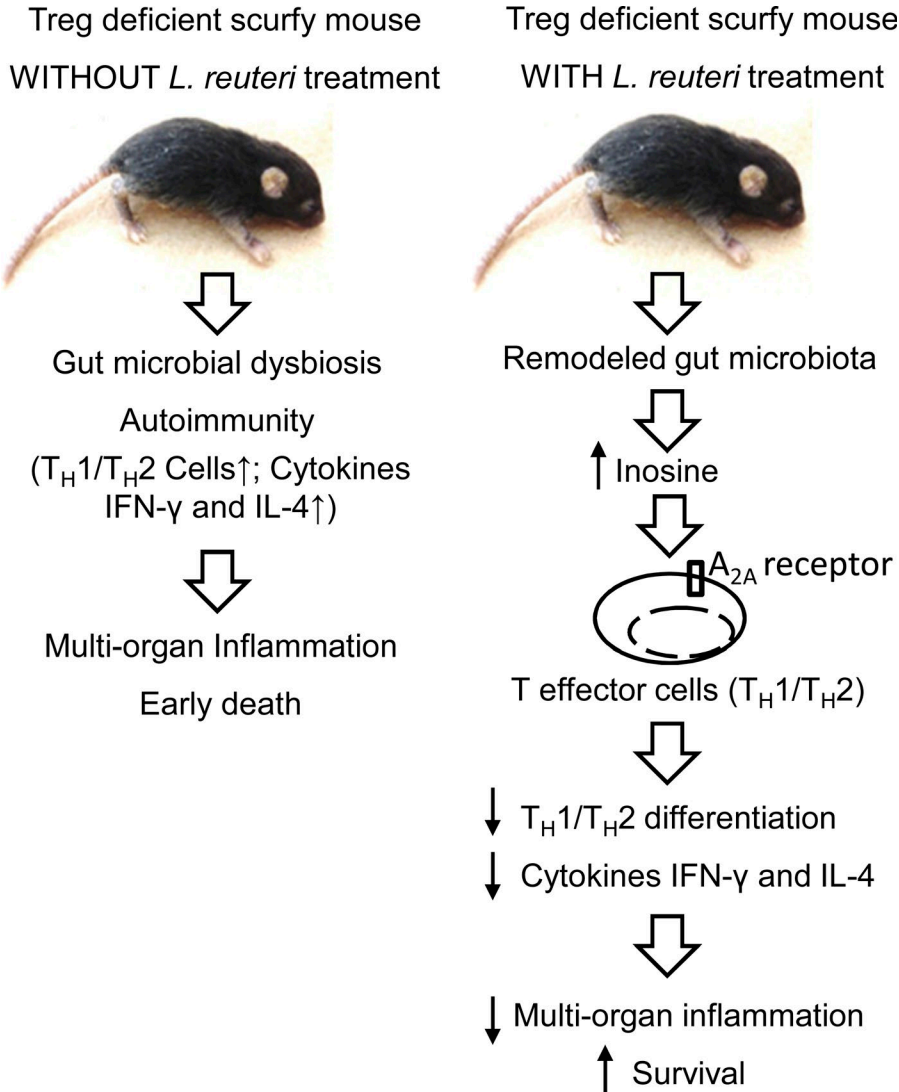 Treg deficient scurfy mouse
WITHOUT L. reuteri treatment
Gut microbial dysbiosis
Autoimmunity
(TH1/TH2 Cells↑; Cytokines
IFN-γ and IL-4↑)
Multi-organ Inflammation
Early death
Treg deficient scurfy mouse
WITH L. reuteri treatment
Remodeled gut microbiota
↑ Inosine
A2A receptor
T effector cells (TH1/TH2)
↓ TH1/TH2 differentiation
↓ Cytokines IFN-γ and IL-4
↓ Multi-organ inflammation
↑ Survival